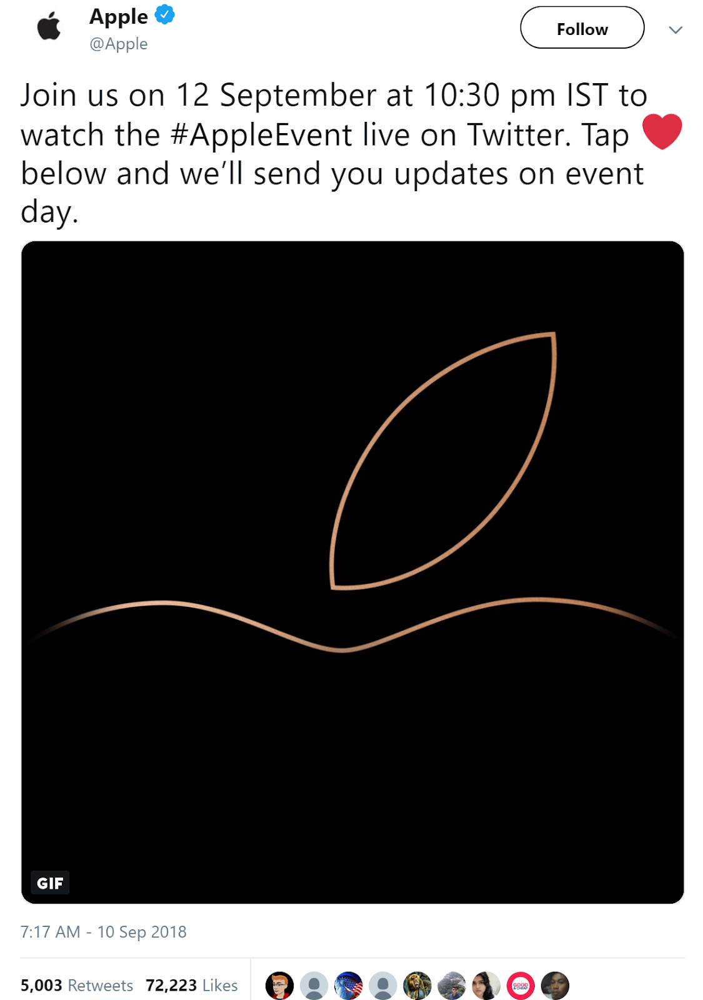 Apple
@Apple
Follow
Join us on 12 September at 10:30 pm IST to
watch the #AppleEvent live on Twitter. Tap ❤
below and we’ll send you updates on event
day.
GIF
7:17 AM - 10 Sep 2018
5,003 Retweets 72,223 Likes
GOOD
& CHEAP